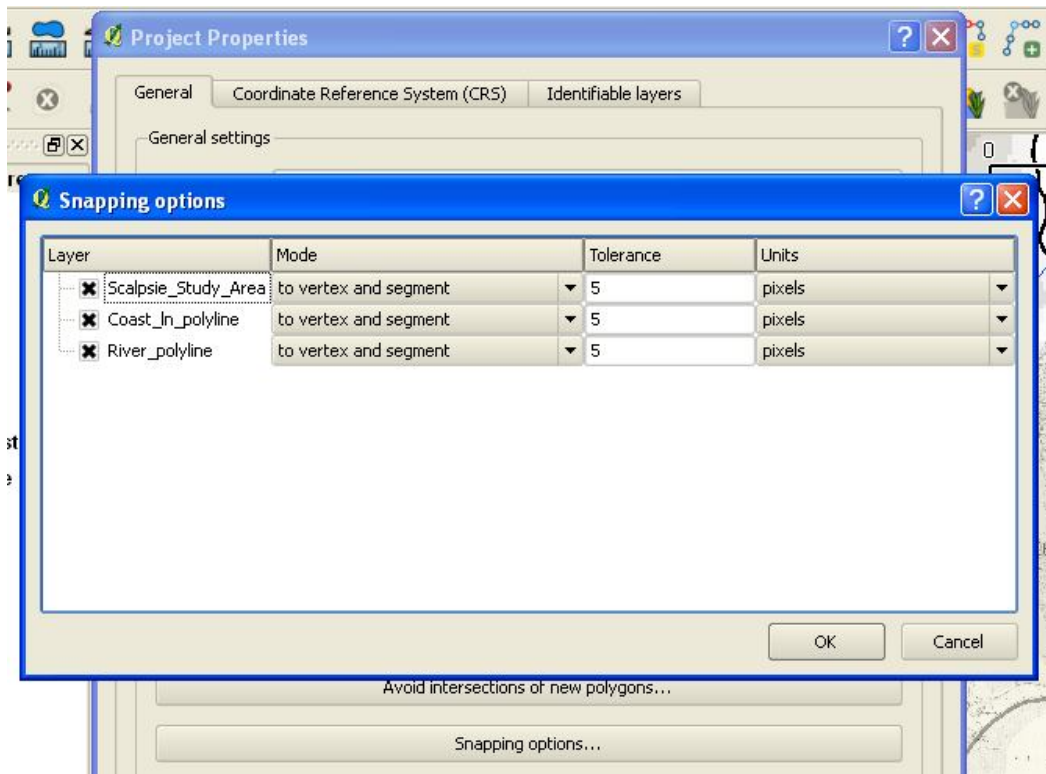 Project Properties
General Coordinate Reference System (CRS) Identifiable layers
General settings
0
Snapping options
Layer Mode Tolerance Units
Scalpsie_Study_Area to vertex and segment 5 pixels
Coast_ln_polyline to vertex and segment 5 pixels
River_polyline to vertex and segment 5 pixels
OK Cancel
Avoid intersections of new polygons...
Snapping options...